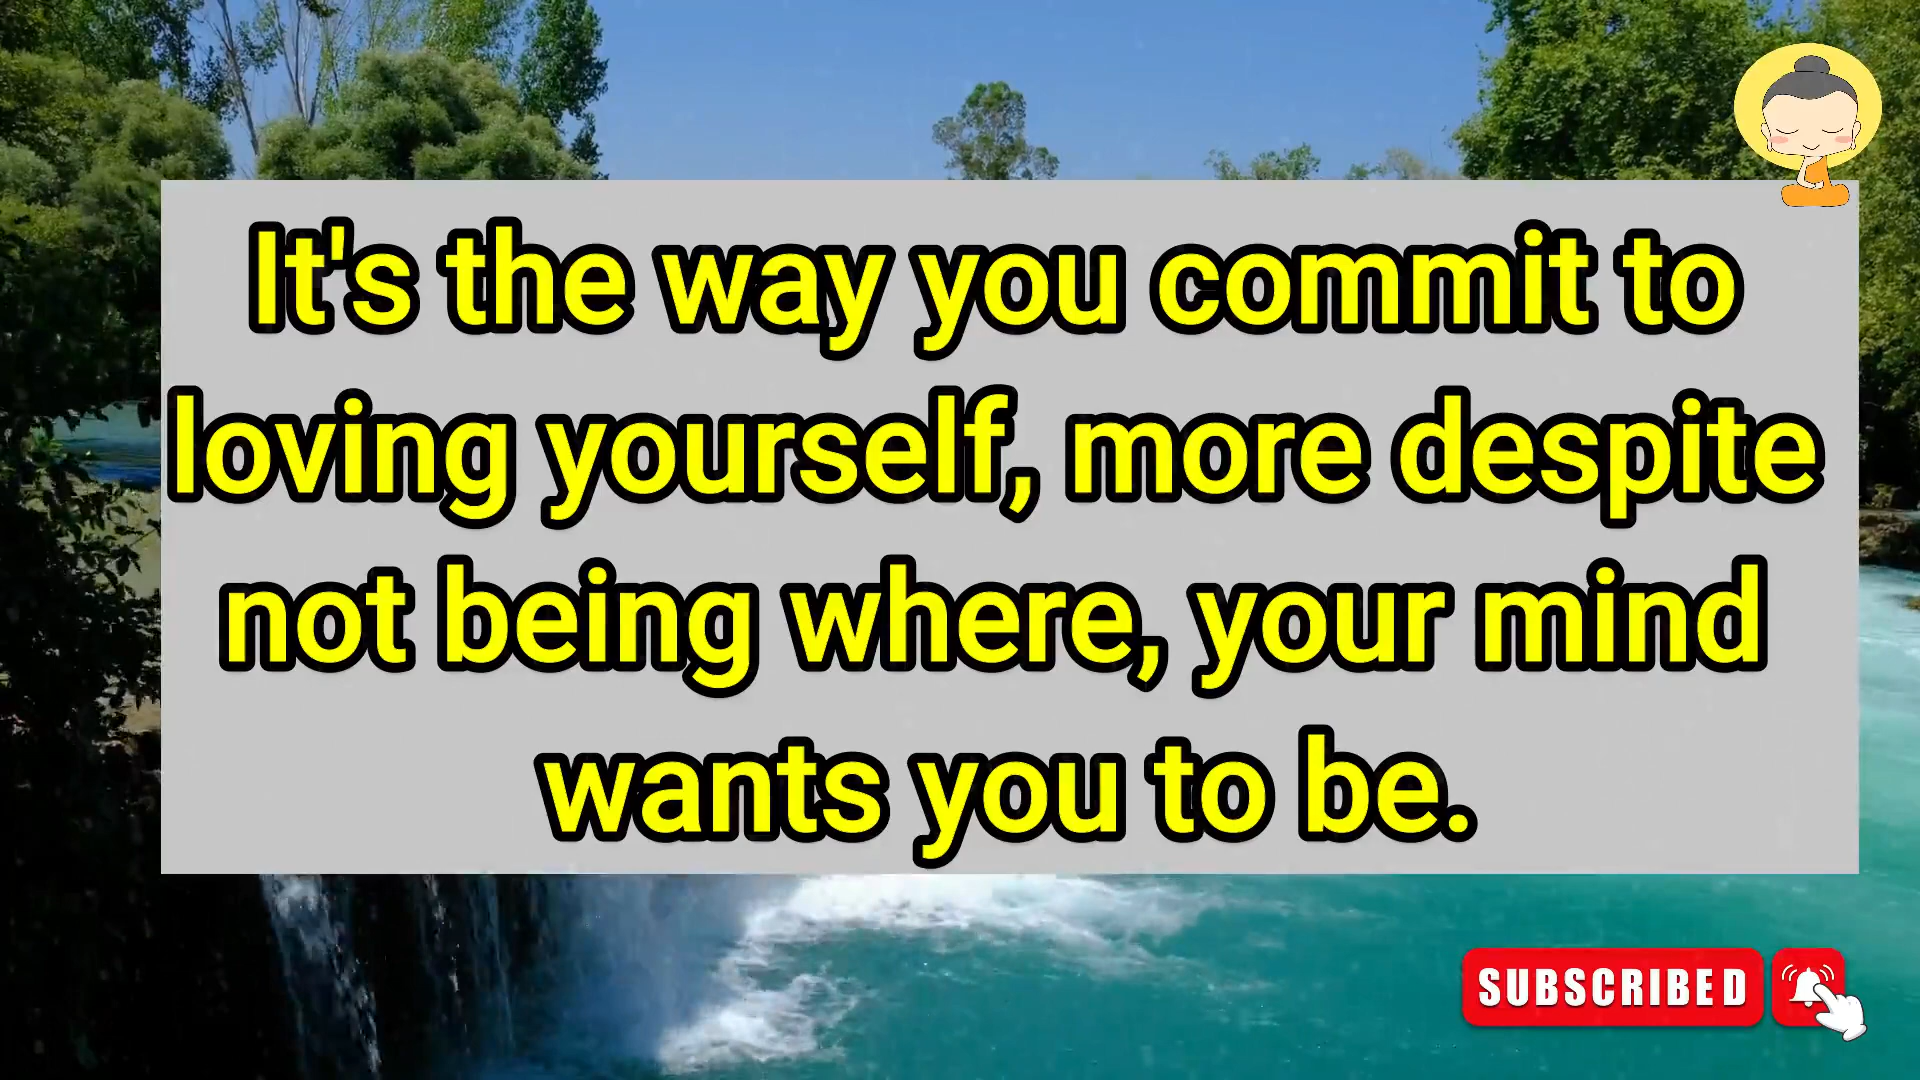 It's the way you commit to
loving yourself, more despite
not being where, your mind
wants you to be.
SUBSCRIBED